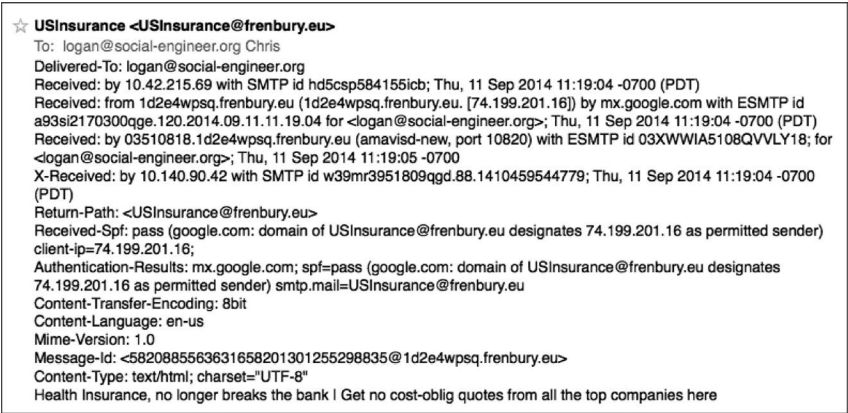 USInsurance <USInsurance@frenbury.eu>
To: logan@social-engineer.org Chris
Delivered-To: logan@social-engineer.org
Received: by 10.42.215.69 with SMTP id hd5csp584155icb; Thu, 11 Sep 2014 11:19:04 -0700 (PDT)
Received: from 1d2e4wpsq.frenbury.eu (1d2e4wpsq.frenbury.eu. [74.199.201.16]) by mx.google.com with ESMTP id
a93si2170300qge.120.2014.09.11.11.19.04 for <logan@social-engineer.org>; Thu, 11 Sep 2014 11:19:04 -0700 (PDT)
Received: by 03510818.1d2e4wpsq.frenbury.eu (amavisd-new, port 10820) with ESMTP id 03XWWIA5108QVVLY18; for
<logan@social-engineer.org>; Thu, 11 Sep 2014 11:19:05 -0700
X-Received: by 10.140.90.42 with SMTP id w39mr3951809qgd.88.1410459544779; Thu, 11 Sep 2014 11:19:04 -0700
(PDT)
Return-Path: <USInsurance@frenbury.eu>
Received-Spf: pass (google.com: domain of USInsurance@frenbury.eu designates 74.199.201.16 as permitted sender)
client-ip=74.199.201.16;
Authentication-Results: mx.google.com; spf=pass (google.com: domain of USInsurance@frenbury.eu designates
74.199.201.16 as permitted sender) smtp.mail=USInsurance@frenbury.eu
Content-Transfer-Encoding: 8bit
Content-Language: en-us
Mime-Version: 1.0
Message-Id: <5820885563631658201301255298835@1d2e4wpsq.frenbury.eu>
Content-Type: text/html; charset="UTF-8"
Health Insurance, no longer breaks the bank | Get no cost-oblig quotes from all the top companies here